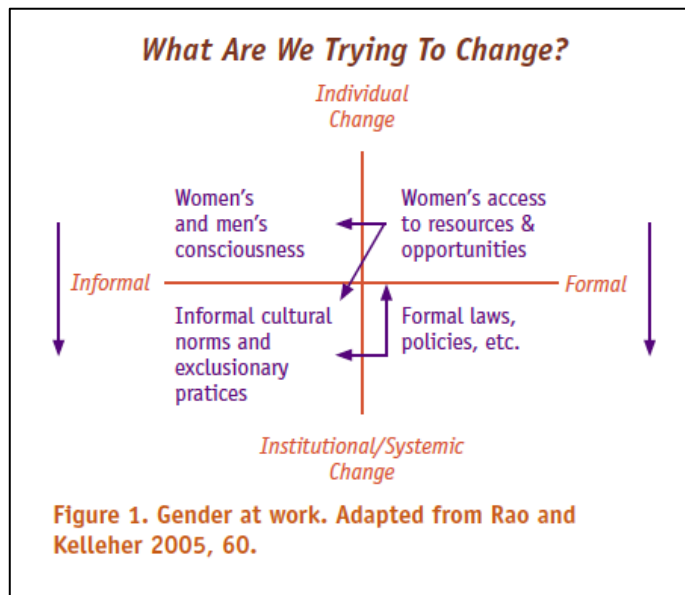 What Are We Trying To Change?
Individual
Change
Women's
and men's
consciousness
Women's access
to resources &
opportunities
Informal
Formal
Informal cultural
norms and
exclusionary
pratices
Formal laws,
policies, etc.
Institutional/Systemic
Change
Figure 1. Gender at work. Adapted from Rao and
Kelleher 2005, 60.